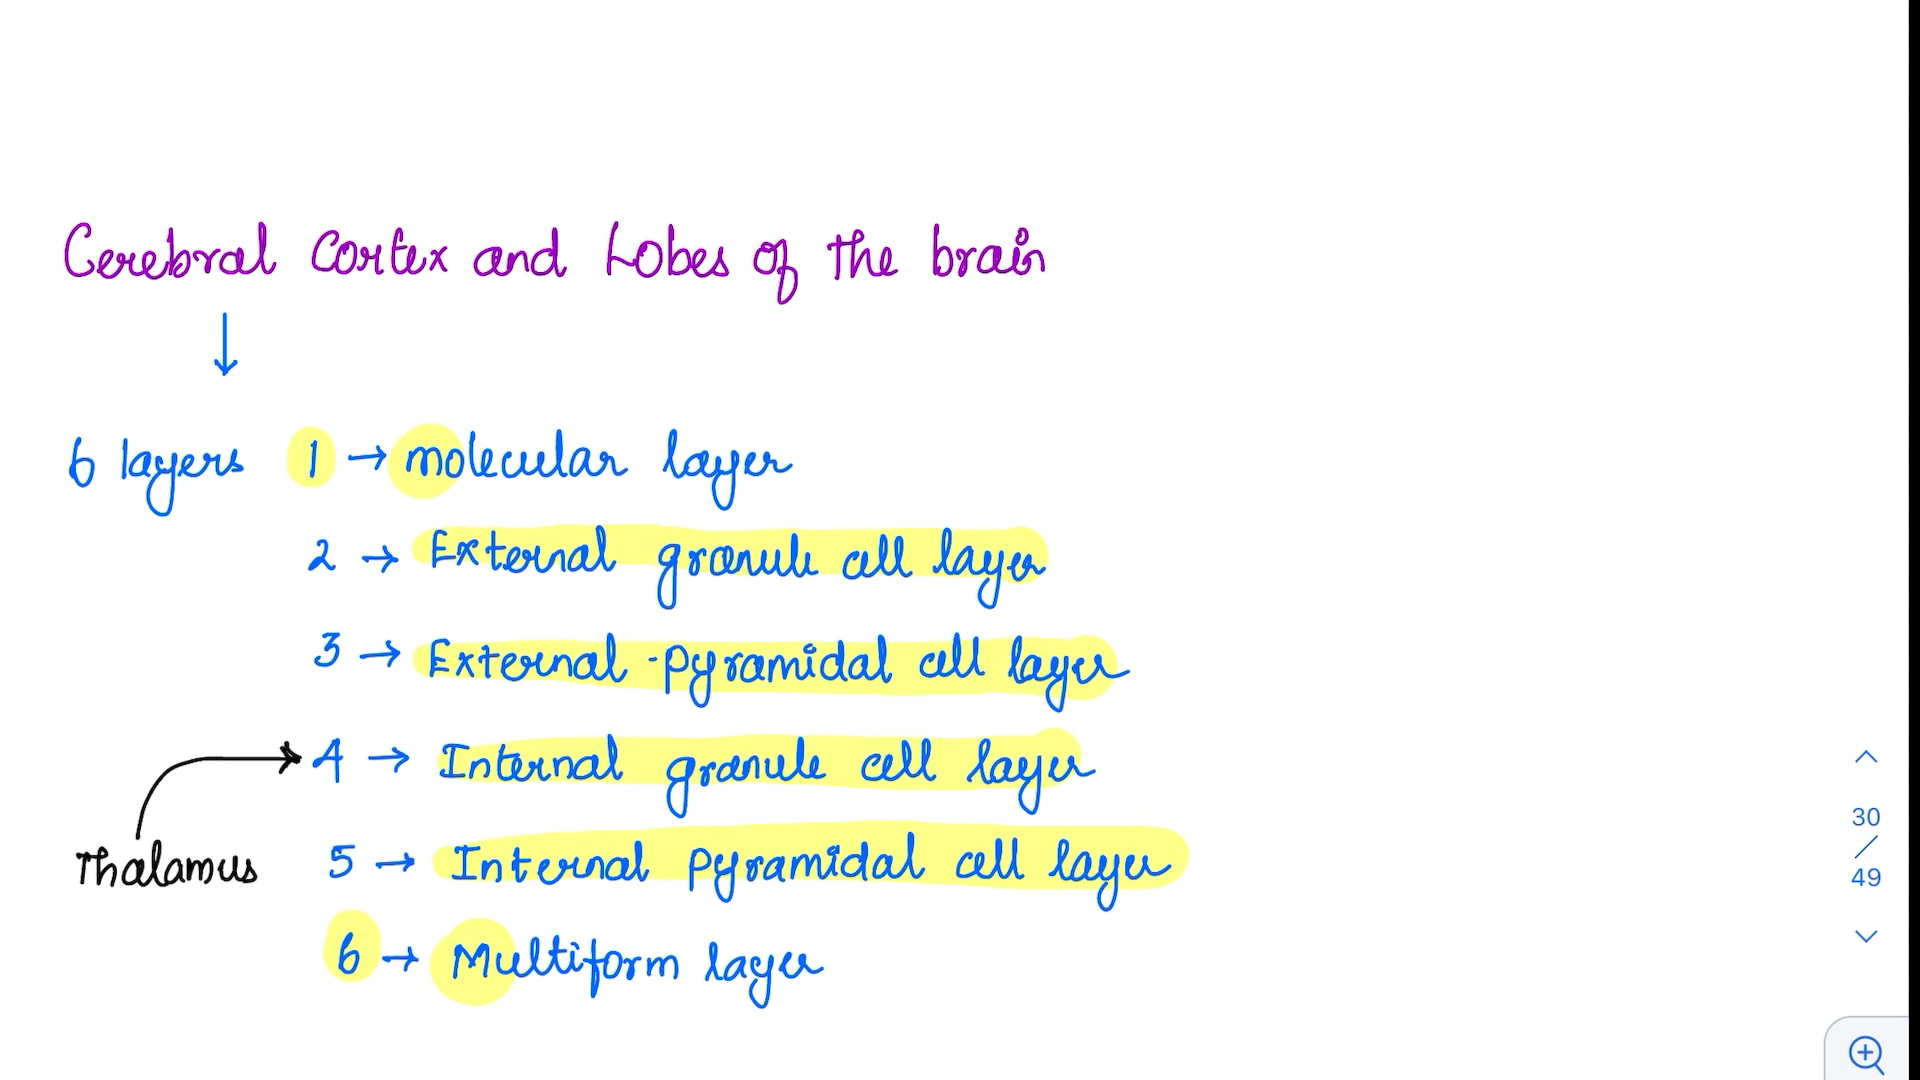 Cerebral Cortex and Lobes of the brain
↓
6 layers 1 → molecular layer
2 → External granule cell layer
3 → External pyramidal cell layer
4 → Internal granule cell layer
Thalamus 5 → Internal pyramidal cell layer
6 → Multiform layer
30
/
49